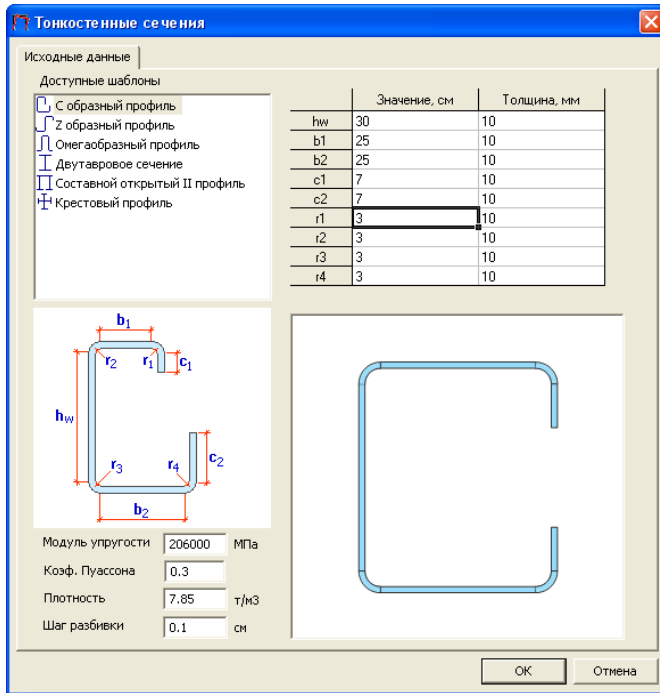 Тонкостенные сечения
Исходные данные
Доступные шаблоны
С образный профиль
Z образный профиль
Омегаобразный профиль
Двутавровое сечение
Составной открытый II профиль
Крестовый профиль
Значение, см Толщина, мм
hw 30 10
b1 25 10
b2 25 10
c1 7 10
c2 7 10
r1 3 10
r2 3 10
r3 3 10
r4 3 10
b1
r2 r1 c1
hw
r3 r4 c2
b2
Модуль упругости 206000 МПа
Коэф. Пуассона 0.3
Плотность 7.85 т/м3
Шаг разбивки 0.1 см
OK Отмена